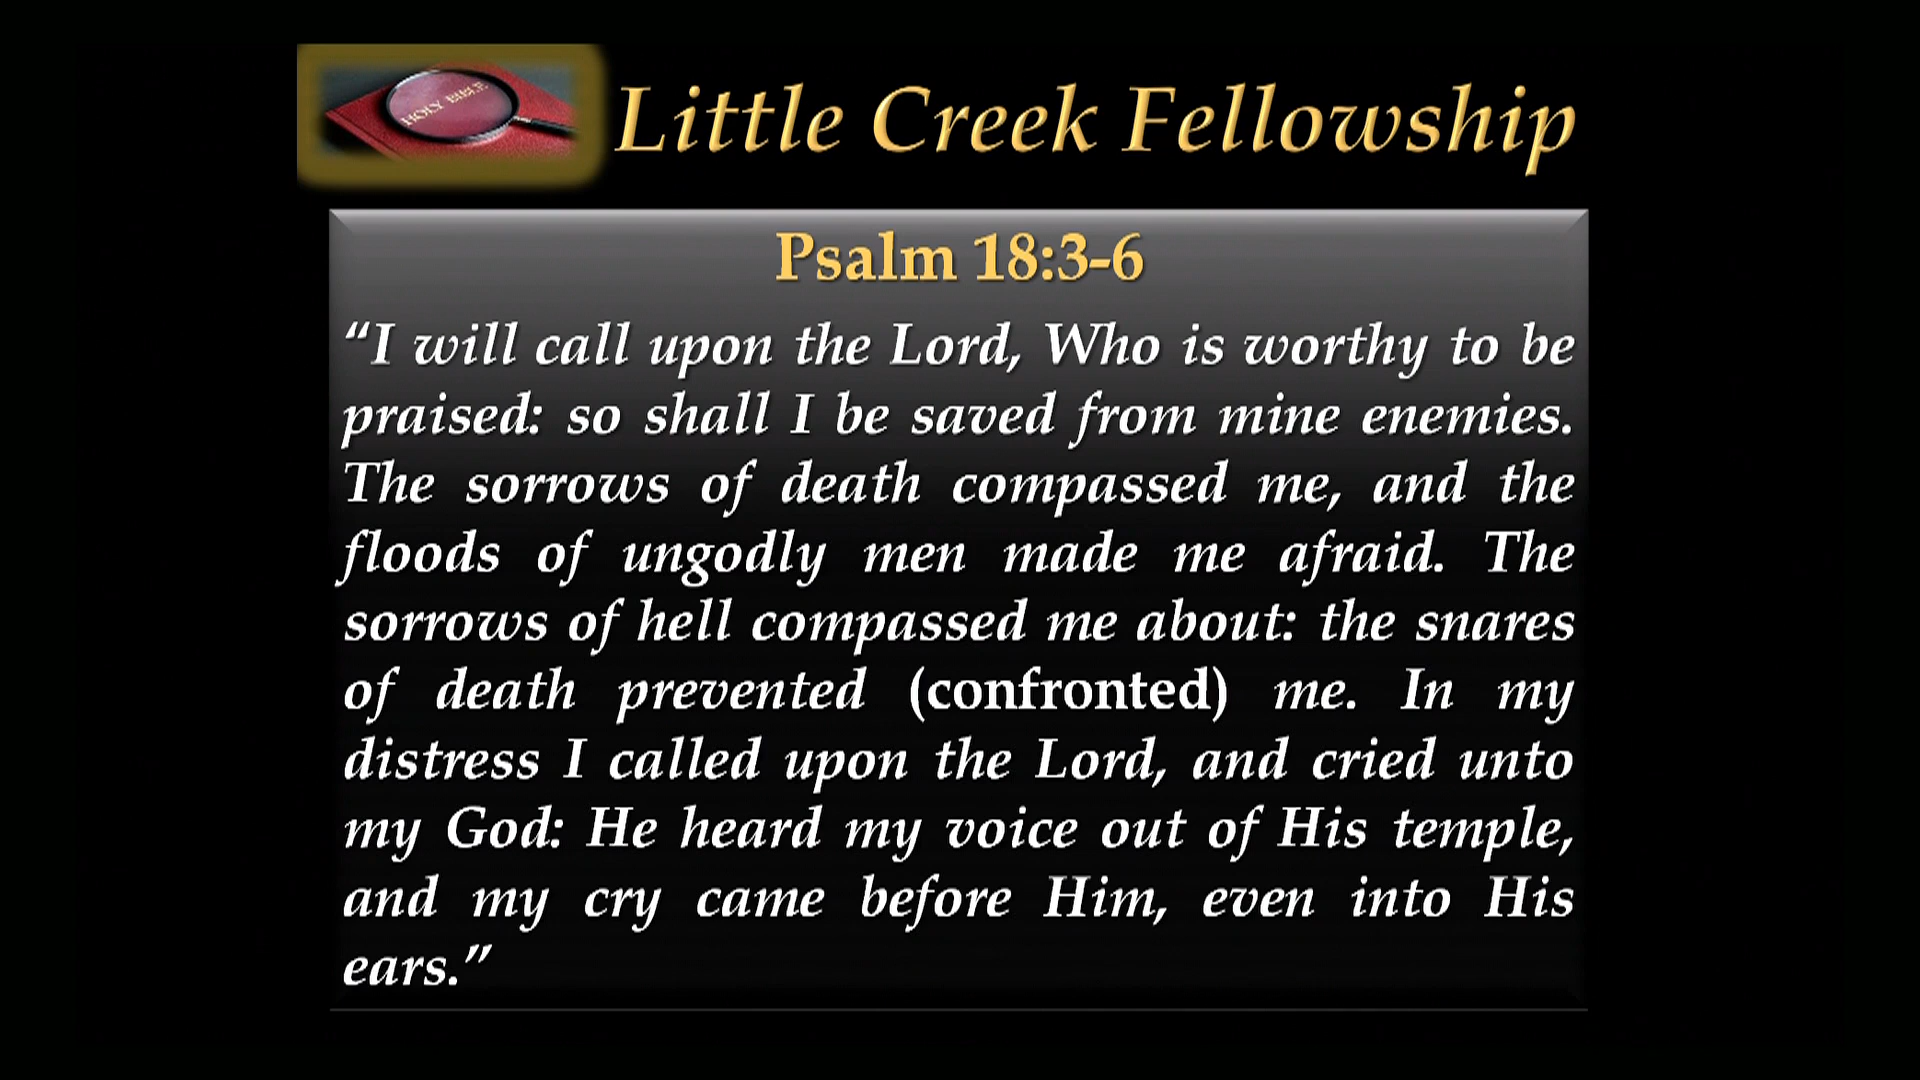 HOLY BIBLE
Little Creek Fellowship
Psalm 18:3-6
“I will call upon the Lord, Who is worthy to be
praised: so shall I be saved from mine enemies.
The sorrows of death compassed me, and the
floods of ungodly men made me afraid. The
sorrows of hell compassed me about: the snares
of death prevented (confronted) me. In my
distress I called upon the Lord, and cried unto
my God: He heard my voice out of His temple,
and my cry came before Him, even into His
ears.”